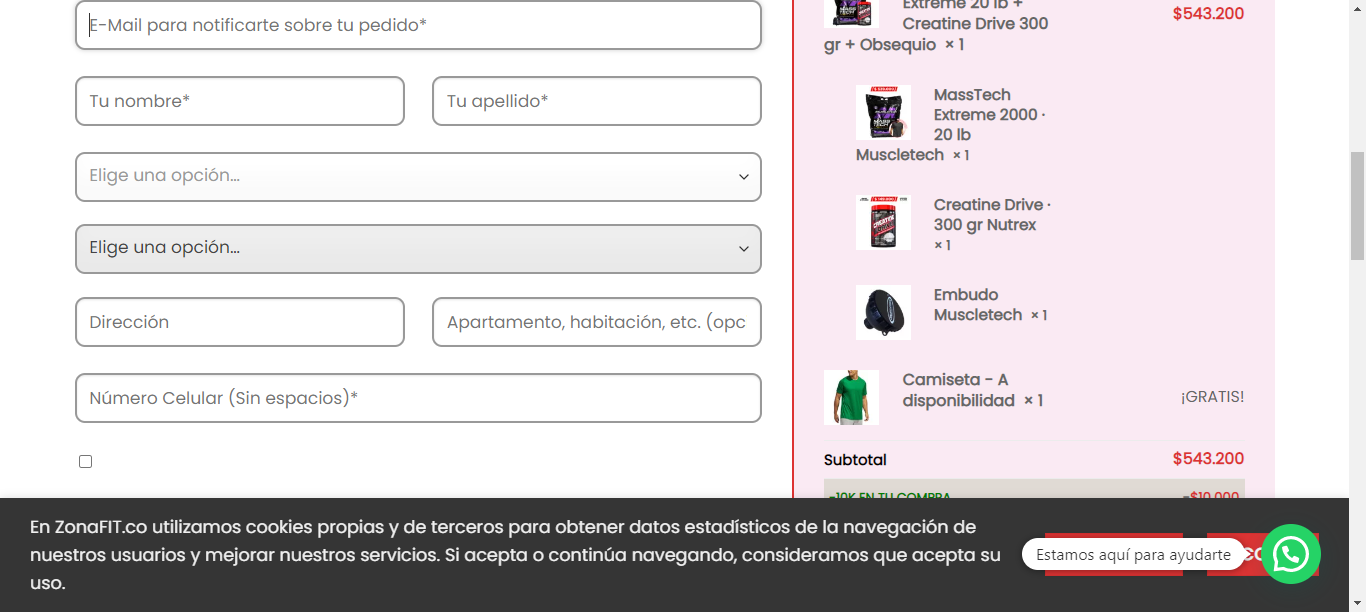 E-Mail para notificarte sobre tu pedido*
Tu nombre*
Tu apellido*
Elige una opción...
Elige una opción...
Dirección
Apartamento, habitación, etc. (opc
Número Celular (Sin espacios)*
Extreme 20 lb +
Creatine Drive 300
gr + Obsequio × 1
$543.200
MassTech
Extreme 2000 ·
20 lb
Muscletech × 1
Creatine Drive ·
300 gr Nutrex
× 1
Embudo
Muscletech × 1
Camiseta - A
disponibilidad × 1
¡GRATIS!
Subtotal
$543.200
-10K EN TU COMPRA
-$10.000
En ZonaFIT.co utilizamos cookies propias y de terceros para obtener datos estadísticos de la navegación de
nuestros usuarios y mejorar nuestros servicios. Si acepta o continúa navegando, consideramos que acepta su
uso.
Estamos aquí para ayudarte